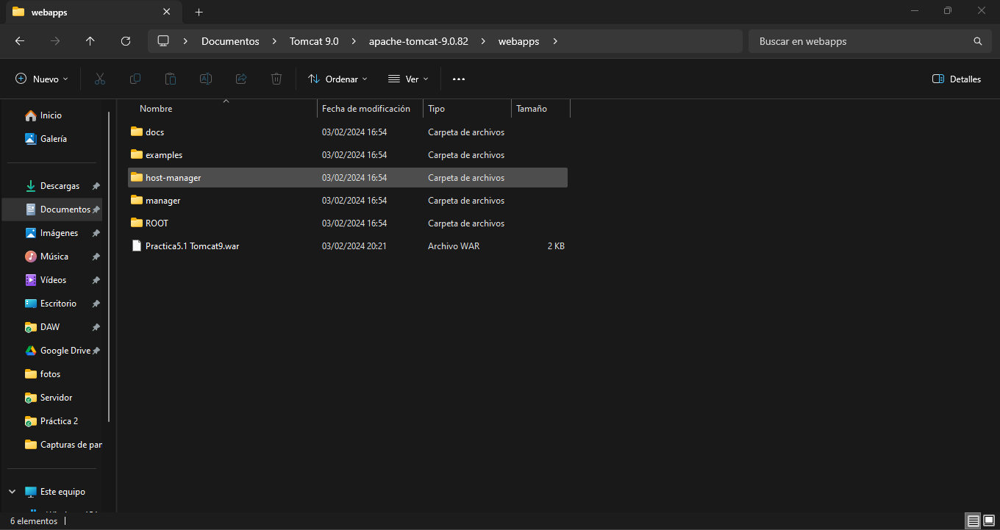 webapps
Documentos > Tomcat 9.0 > apache-tomcat-9.0.82 > webapps >
Buscar en webapps
Nuevo
Ordenar
Ver
Detalles
Nombre Fecha de modificación Tipo Tamaño
docs 03/02/2024 16:54 Carpeta de archivos
examples 03/02/2024 16:54 Carpeta de archivos
host-manager 03/02/2024 16:54 Carpeta de archivos
manager 03/02/2024 16:54 Carpeta de archivos
ROOT 03/02/2024 16:54 Carpeta de archivos
Practica5.1 Tomcat9.war 03/02/2024 20:21 Archivo WAR 2 KB
Inicio
Galería
Descargas
Documentos
Imágenes
Música
Vídeos
Escritorio
DAW
Google Drive
fotos
Servidor
Práctica 2
Capturas de par
Este equipo
6 elementos